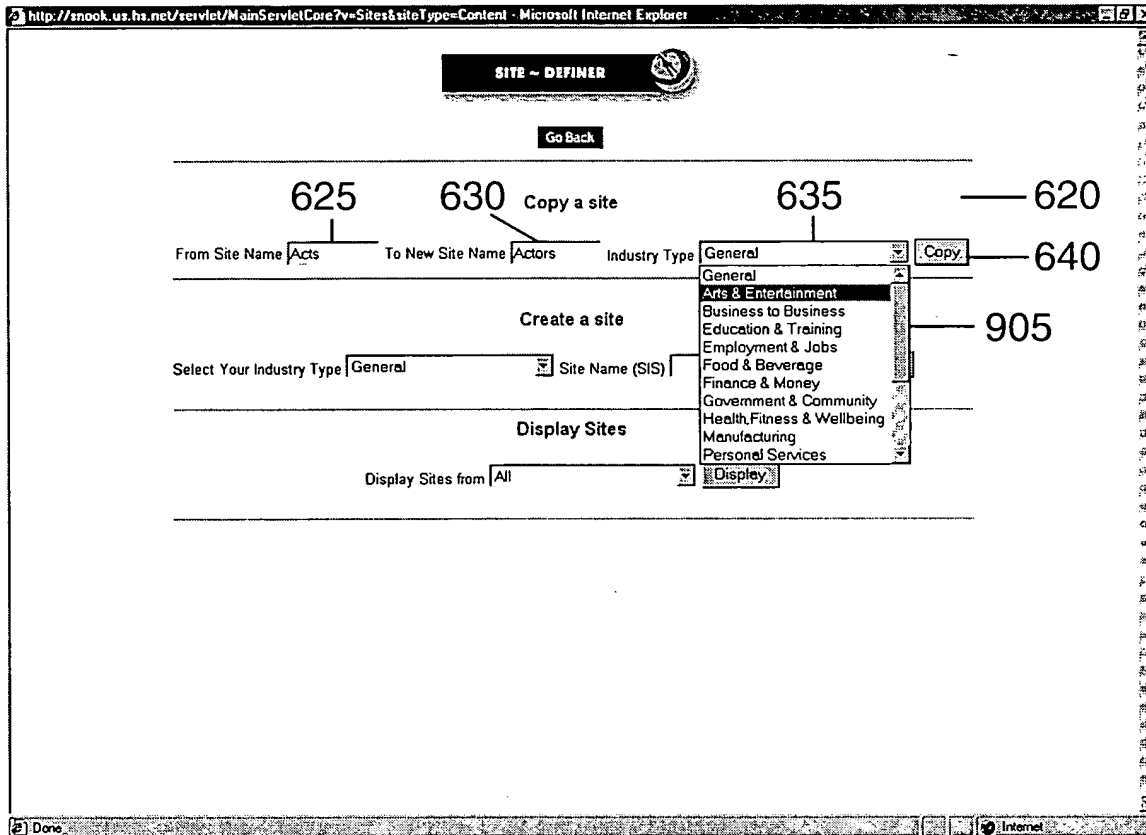 http://snook.us.hs.net/servlet/MainServletCore?v=Sites&siteType=Content - Microsoft Internet Explorer
SITE ~ DEFINER
Go Back
625 630 Copy a site 635 620
From Site Name Acts To New Site Name Actors Industry Type General Copy 640
General
Arts & Entertainment
Business to Business 905
Create a site
Education & Training
Employment & Jobs
Select Your Industry Type General Site Name (SIS) Food & Beverage
Finance & Money
Government & Community
Health,Fitness & Wellbeing
Display Sites
Manufacturing
Personal Services
Display Sites from All Display
Done Internet